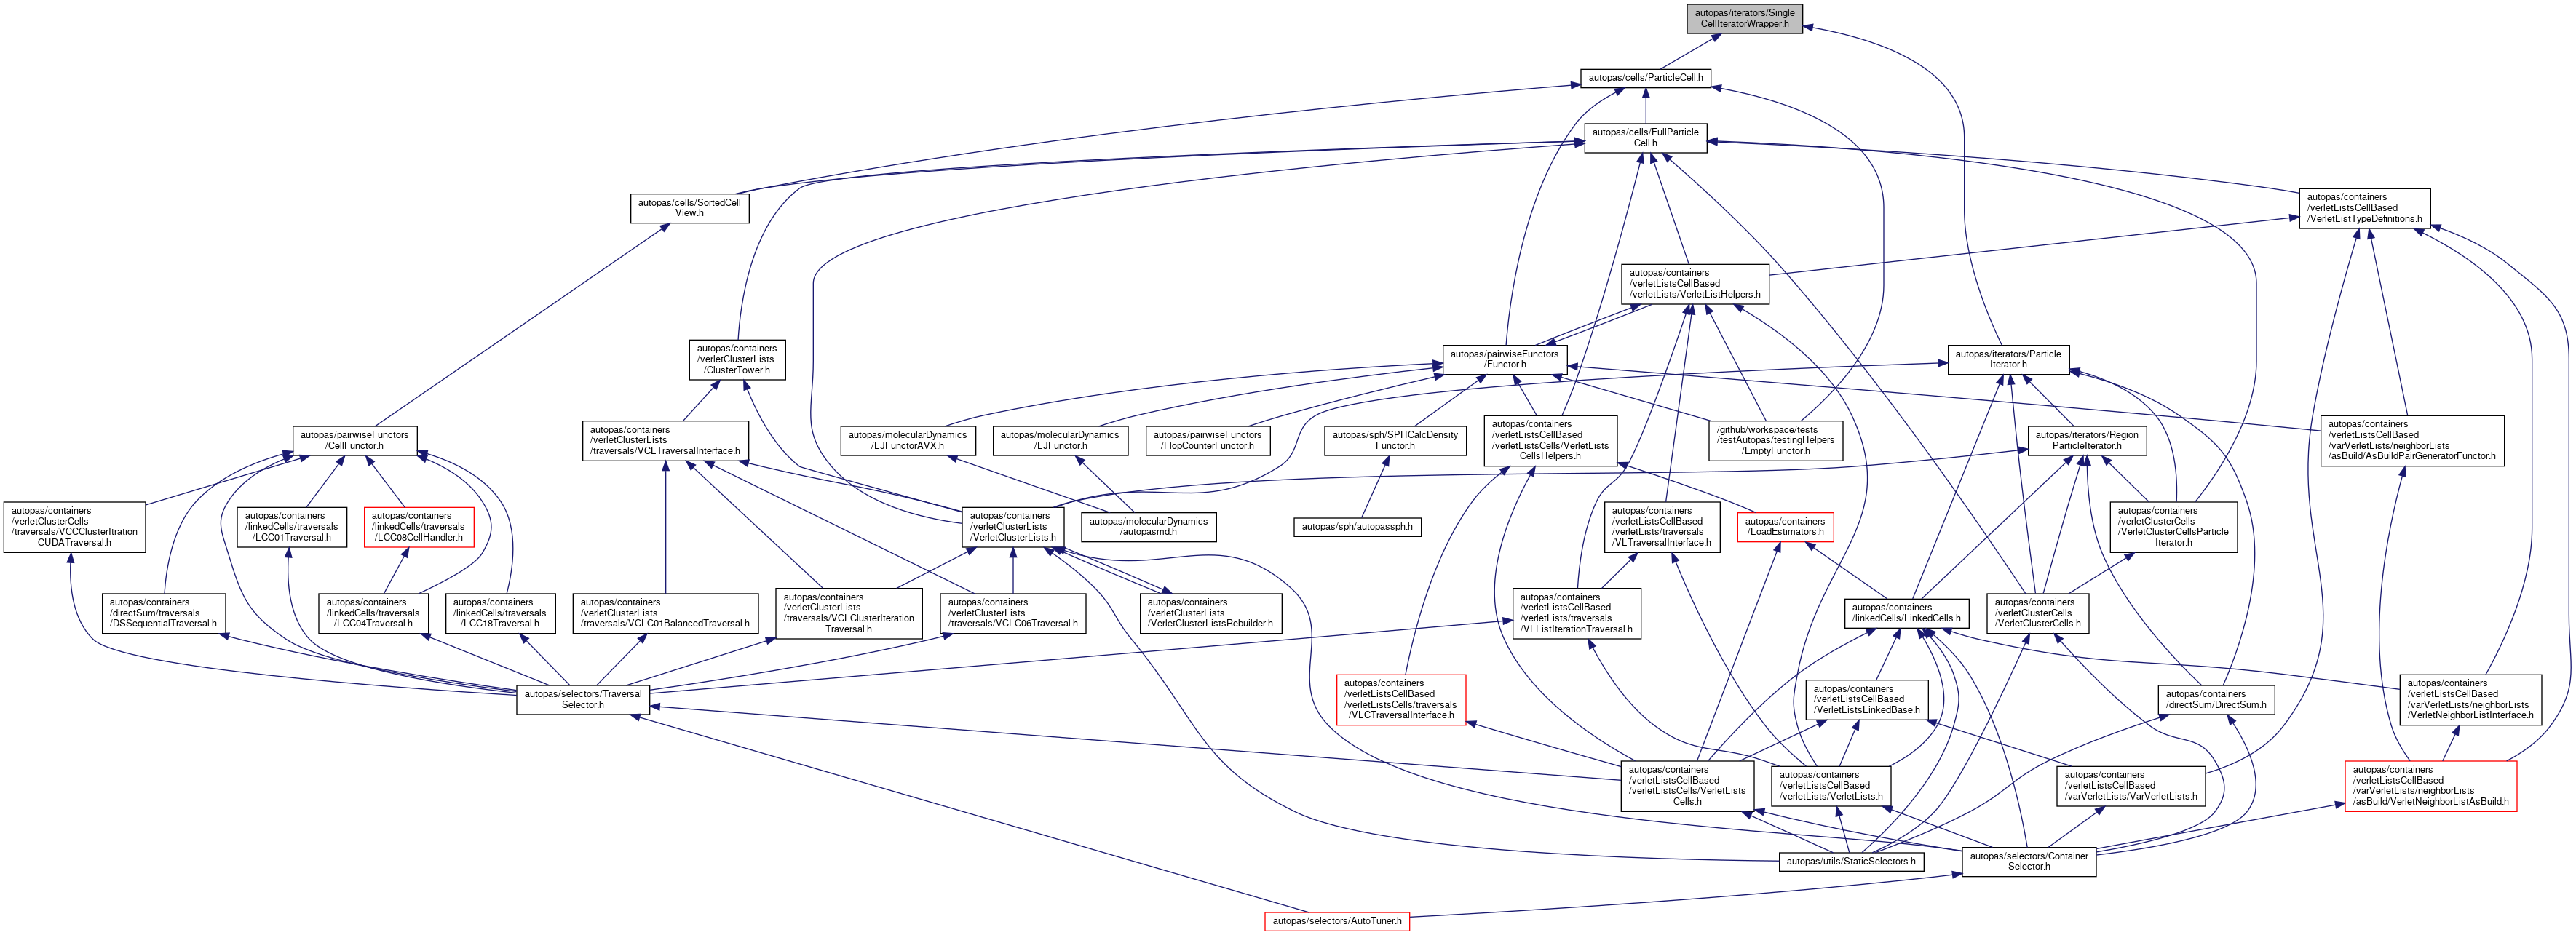 autopas/iterators/Single
CellIteratorWrapper.h
autopas/cells/ParticleCell.h
autopas/cells/FullParticle
Cell.h
autopas/cells/SortedCell
View.h
autopas/containers
/verletListsCellBased
/VerletListTypeDefinitions.h
autopas/containers
/verletListsCellBased
/verletLists/VerletListHelpers.h
autopas/containers
/verletClusterLists
/ClusterTower.h
autopas/pairwiseFunctors
/Functor.h
autopas/iterators/Particle
Iterator.h
autopas/pairwiseFunctors
/CellFunctor.h
autopas/containers
/verletClusterLists
/traversals/VCLTraversalInterface.h
autopas/molecularDynamics
/LJFunctorAVX.h
autopas/molecularDynamics
/LJFunctor.h
autopas/pairwiseFunctors
/FlopCounterFunctor.h
autopas/sph/SPHCalcDensity
Functor.h
autopas/containers
/verletListsCellBased
/verletListsCells/VerletLists
CellsHelpers.h
/github/workspace/tests
/testAutopas/testingHelpers
/EmptyFunctor.h
autopas/iterators/Region
ParticleIterator.h
autopas/containers
/verletListsCellBased
/varVerletLists/neighborLists
/asBuild/AsBuildPairGeneratorFunctor.h
autopas/containers
/verletClusterCells
/traversals/VCCClusterItration
CUDATraversal.h
autopas/containers
/linkedCells/traversals
/LCC01Traversal.h
autopas/containers
/linkedCells/traversals
/LCC08CellHandler.h
autopas/containers
/verletClusterLists
/VerletClusterLists.h
autopas/molecularDynamics
/autopasmd.h
autopas/sph/autopassph.h
autopas/containers
/verletListsCellBased
/verletLists/traversals
/VLTraversalInterface.h
autopas/containers
/LoadEstimators.h
autopas/containers
/verletClusterCells
/VerletClusterCellsParticle
Iterator.h
autopas/containers
/directSum/traversals
/DSSequentialTraversal.h
autopas/containers
/linkedCells/traversals
/LCC04Traversal.h
autopas/containers
/linkedCells/traversals
/LCC18Traversal.h
autopas/containers
/verletClusterLists
/traversals/VCLC01BalancedTraversal.h
autopas/containers
/verletClusterLists
/traversals/VCLClusterIteration
Traversal.h
autopas/containers
/verletClusterLists
/traversals/VCLC06Traversal.h
autopas/containers
/verletClusterLists
/VerletClusterListsRebuilder.h
autopas/containers
/verletListsCellBased
/verletLists/traversals
/VLListIterationTraversal.h
autopas/containers
/linkedCells/LinkedCells.h
autopas/containers
/verletClusterCells
/VerletClusterCells.h
autopas/selectors/Traversal
Selector.h
autopas/containers
/verletListsCellBased
/verletListsCells/traversals
/VLCTraversalInterface.h
autopas/containers
/verletListsCellBased
/VerletListsLinkedBase.h
autopas/containers
/directSum/DirectSum.h
autopas/containers
/verletListsCellBased
/varVerletLists/neighborLists
/VerletNeighborListInterface.h
autopas/containers
/verletListsCellBased
/verletListsCells/VerletLists
Cells.h
autopas/containers
/verletListsCellBased
/verletLists/VerletLists.h
autopas/containers
/verletListsCellBased
/varVerletLists/VarVerletLists.h
autopas/containers
/verletListsCellBased
/varVerletLists/neighborLists
/asBuild/VerletNeighborListAsBuild.h
autopas/utils/StaticSelectors.h
autopas/selectors/Container
Selector.h
autopas/selectors/AutoTuner.h